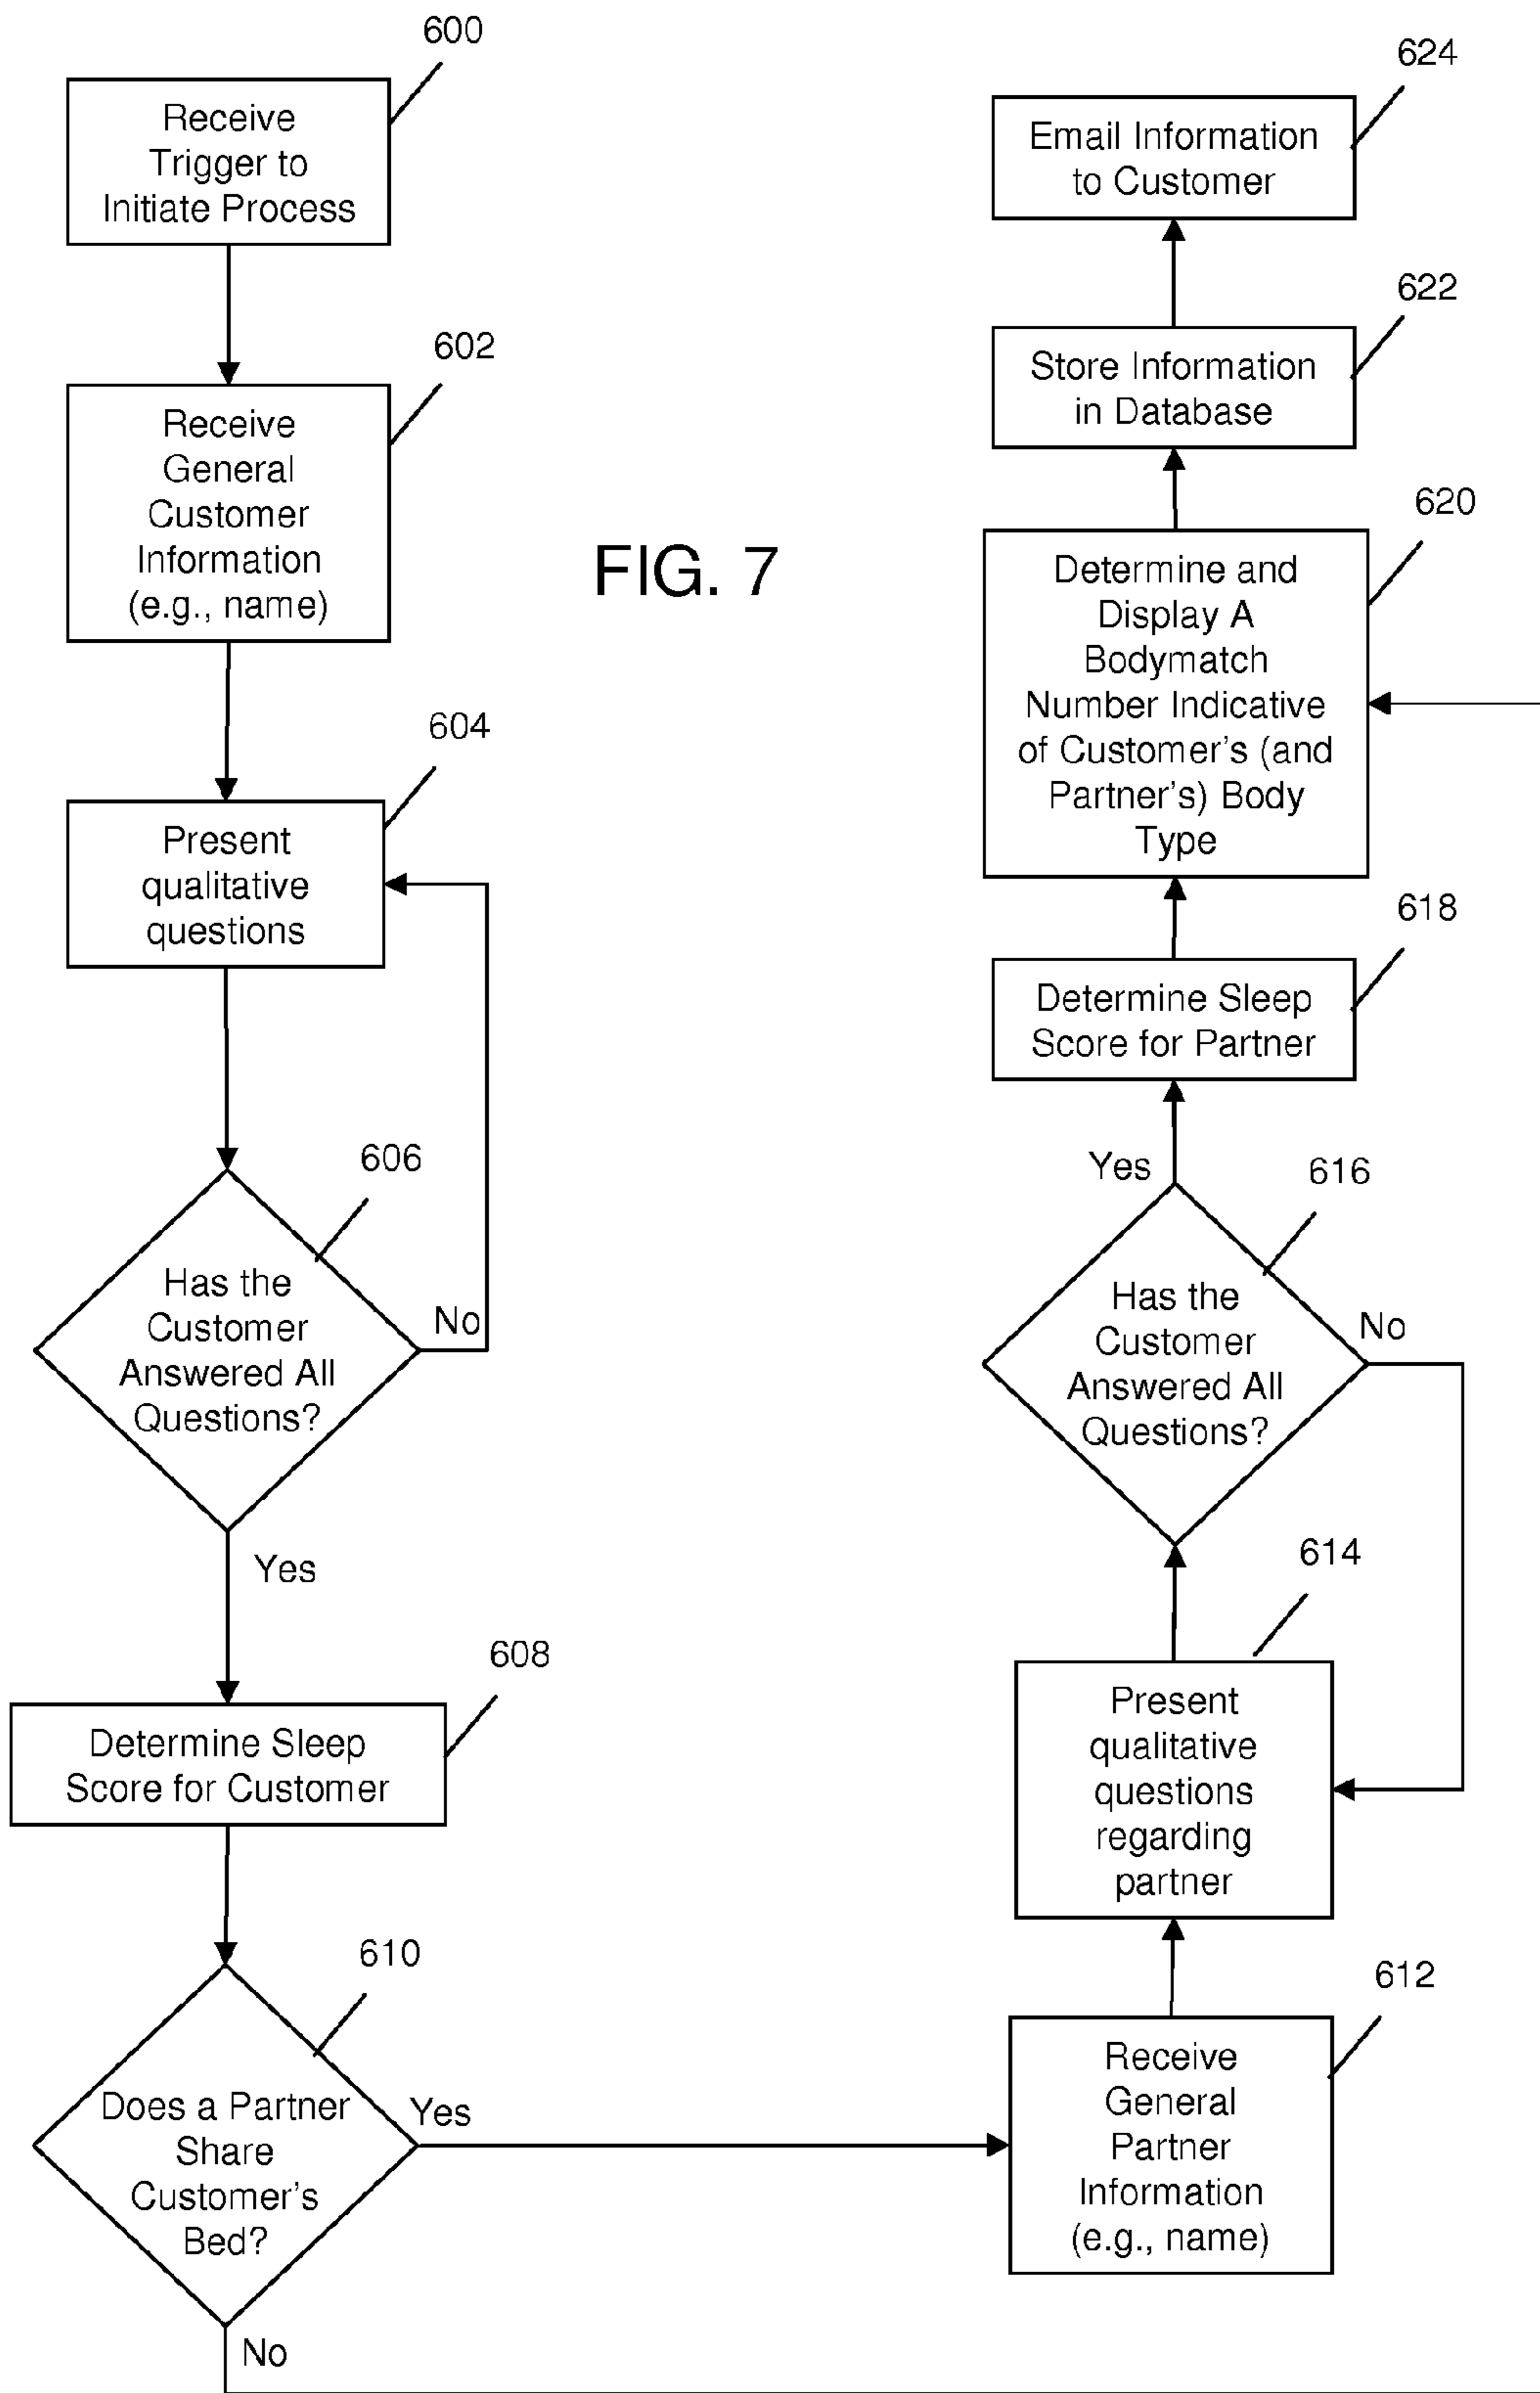 600
Receive
Trigger to
Initiate Process
602
Receive
General
Customer
Information
(e.g., name)
604
Present
qualitative
questions
606
Has the
Customer
Answered All
Questions?
No
Yes
608
Determine Sleep
Score for Customer
610
Does a Partner
Share
Customer's
Bed?
Yes
No
FIG. 7
624
Email Information
to Customer
622
Store Information
in Database
620
Determine and
Display A
Bodymatch
Number Indicative
of Customer's (and
Partner's) Body
Type
618
Determine Sleep
Score for Partner
Yes
616
Has the
Customer
Answered All
Questions?
No
614
Present
qualitative
questions
regarding
partner
612
Receive
General
Partner
Information
(e.g., name)